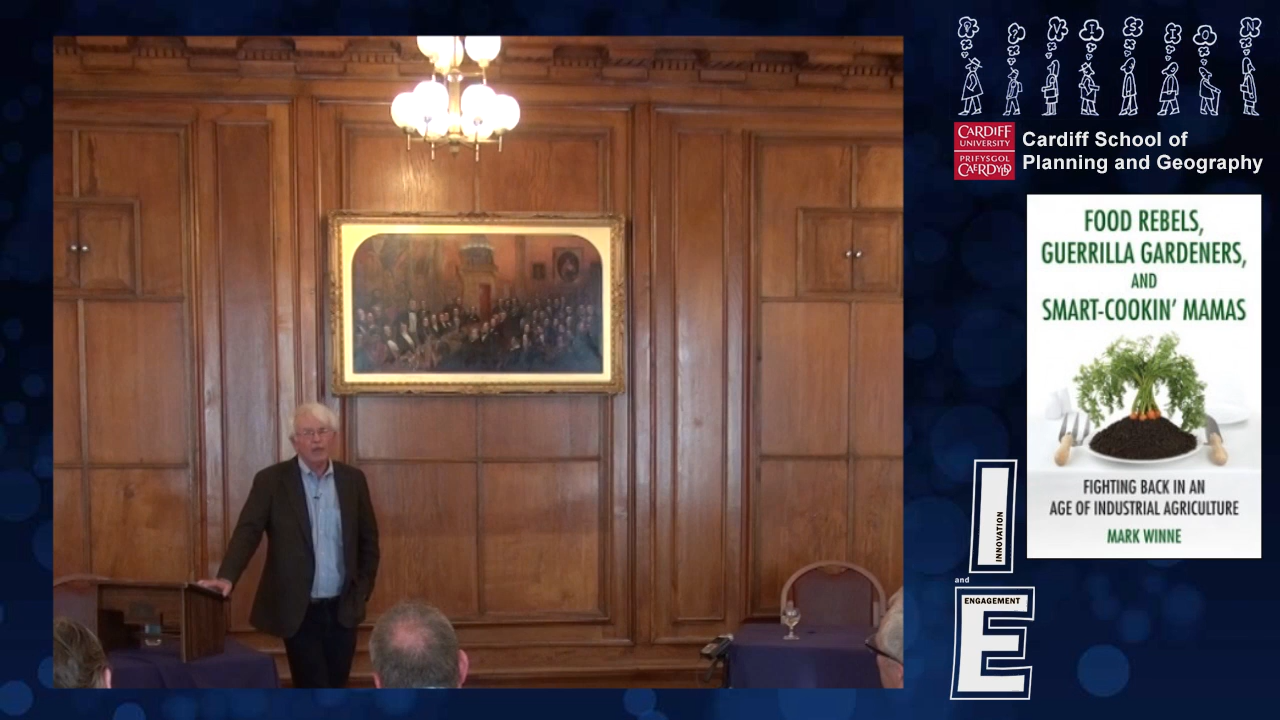 CARDIFF
UNIVERSITY
PRIFYSGOL
CAERDYDD
Cardiff School of
Planning and Geography
FOOD REBELS,
GUERRILLA GARDENERS,
AND
SMART-COOKIN' MAMAS
FIGHTING BACK IN AN
AGE OF INDUSTRIAL AGRICULTURE
MARK WINNE
I
INNOVATION
and
ENGAGEMENT
E